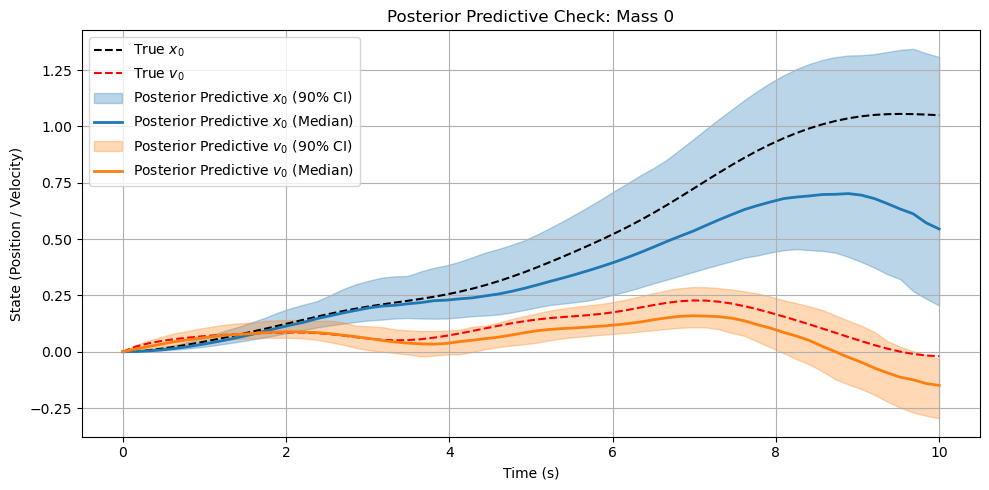 Posterior Predictive Check: Mass 0
True x₀
True v₀
Posterior Predictive x₀ (90% CI)
Posterior Predictive x₀ (Median)
Posterior Predictive v₀ (90% CI)
Posterior Predictive v₀ (Median)
State (Position / Velocity)
1.25
1.00
0.75
0.50
0.25
0.00
−0.25
0 2 4 6 8 10
Time (s)